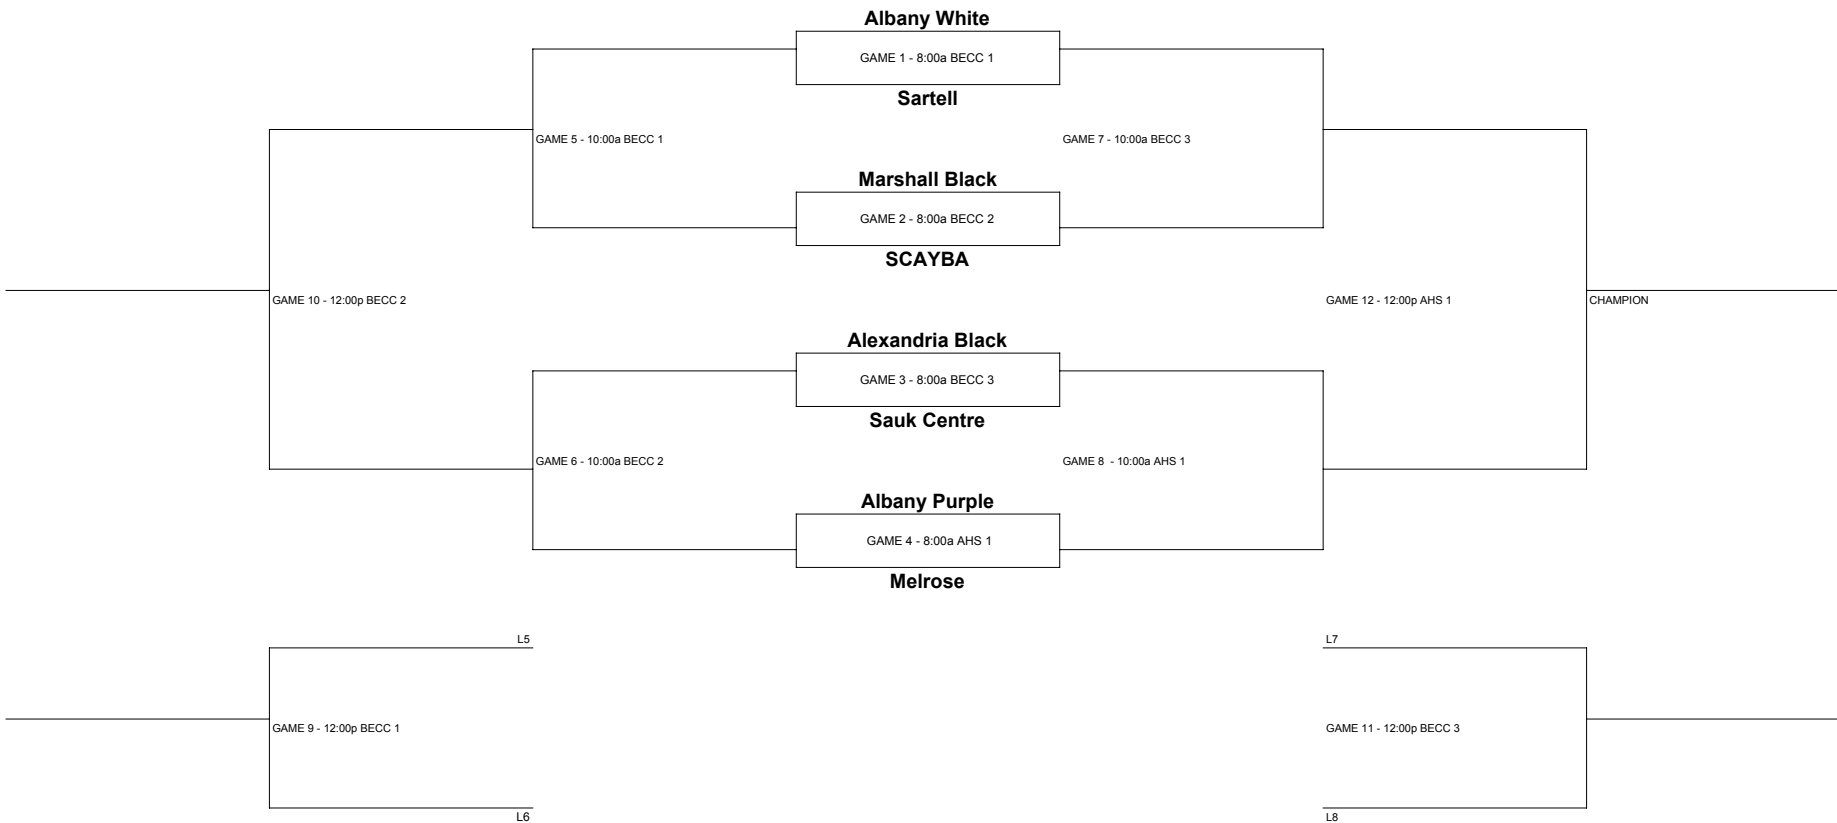 Albany White
GAME 1 - 8:00a BECC 1
Sartell
GAME 5 - 10:00a BECC 1
GAME 7 - 10:00a BECC 3
Marshall Black
GAME 2 - 8:00a BECC 2
SCAYBA
GAME 10 - 12:00p BECC 2
GAME 12 - 12:00p AHS 1
CHAMPION
Alexandria Black
GAME 3 - 8:00a BECC 3
Sauk Centre
GAME 6 - 10:00a BECC 2
GAME 8  - 10:00a AHS 1
Albany Purple
GAME 4 - 8:00a AHS 1
Melrose
L5
L7
GAME 9 - 12:00p BECC 1
GAME 11 - 12:00p BECC 3
L6
L8